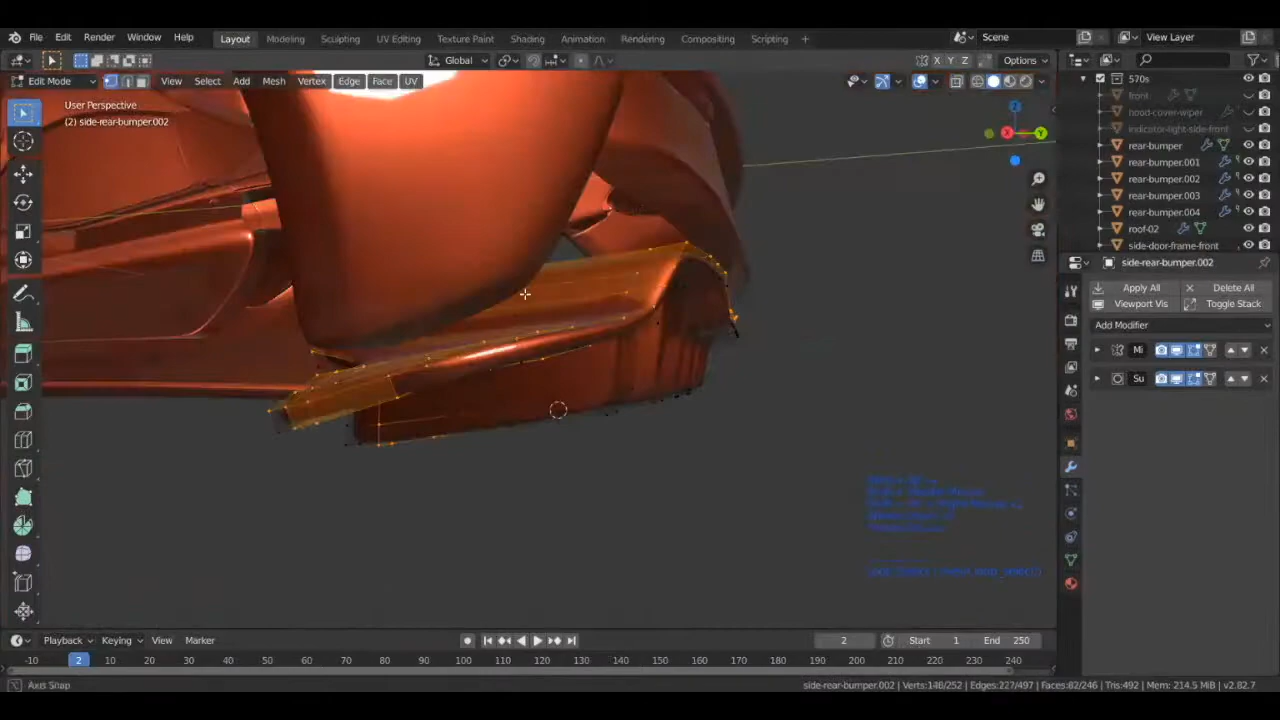 File Edit Render Window Help Layout Modeling Sculpting UV Editing Texture Paint Shading Animation Rendering Compositing Scripting + Scene View Layer
Global X Y Z Options
Edit Mode View Select Add Mesh Vertex Edge Face UV
User Perspective
(2) side-rear-bumper.002
Z
X
Y
570s
front
hood-cover-wiper
indicator-light-side-front
rear-bumper
rear-bumper.001
rear-bumper.002
rear-bumper.003
rear-bumper.004
roof-02
side-door-frame-front
side-rear-bumper.002
Apply All Delete All
Viewport Vis Toggle Stack
Add Modifier
Mi
Su
Playback Keying View Marker 2 Start 1 End 250
-10 2 10 20 30 40 50 60 70 80 90 100 110 120 130 140 150 160 170 180 190 200 210 220 230 240
Axis Snap side-rear-bumper.002 | Verts:148/252 | Edges:227/497 | Faces:82/246 | Tris:492 | Mem: 214.5 MiB | v2.82.7